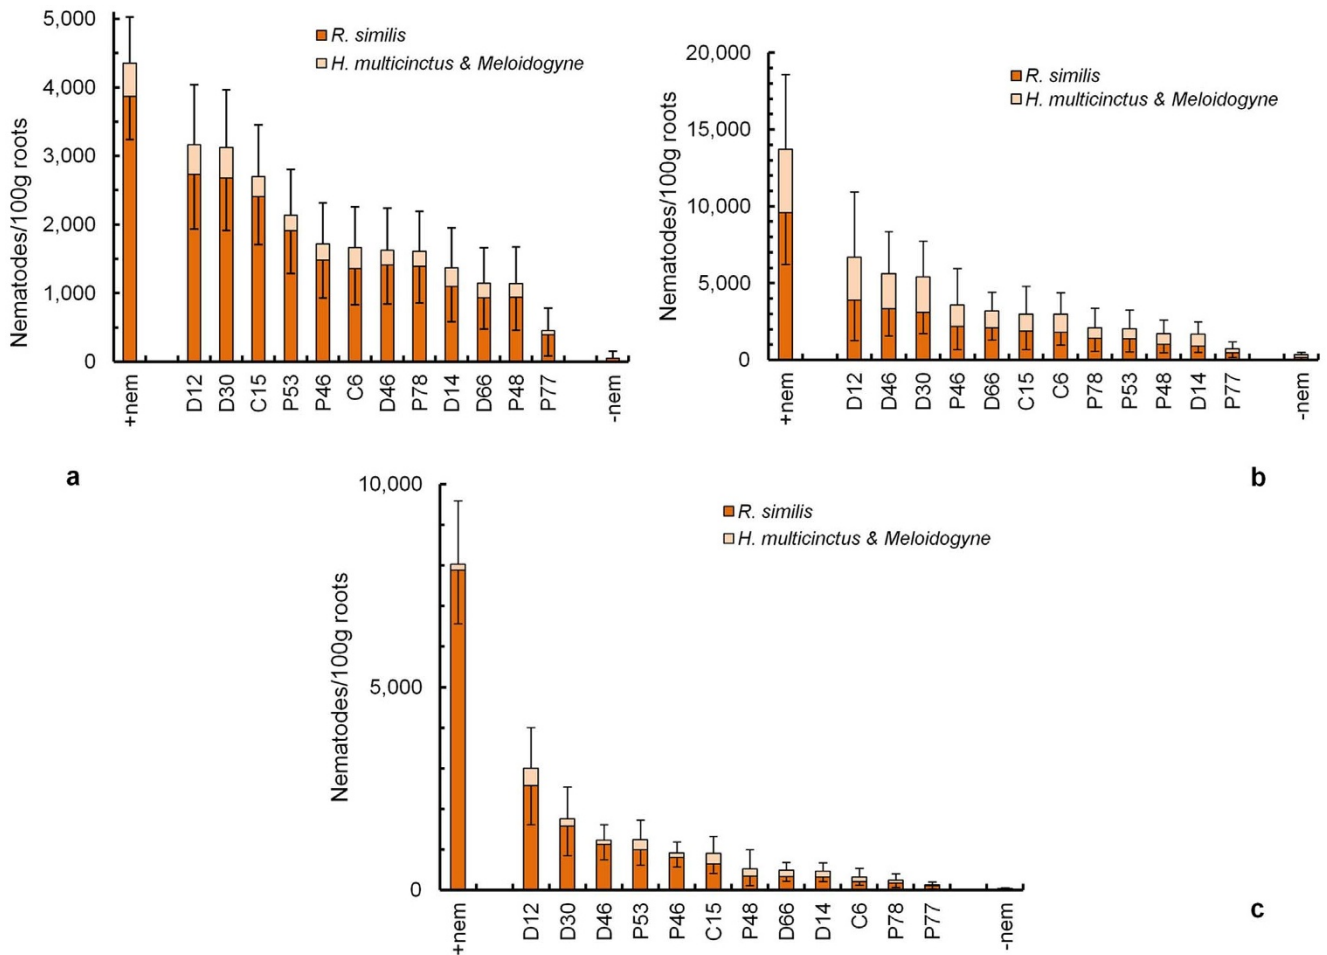 5,000
4,000
3,000
2,000
1,000
0
Nematodes/100g roots
R. similis
H. multicinctus & Meloidogyne
+nem
D12
D30
C15
P53
P46
C6
D46
P78
D14
D66
P48
P77
-nem
a
20,000
15,000
10,000
5,000
0
Nematodes/100g roots
R. similis
H. multicinctus & Meloidogyne
+nem
D12
D46
D30
P46
D66
C15
C6
P78
P53
P48
D14
P77
-nem
b
10,000
5,000
0
Nematodes/100g roots
R. similis
H. multicinctus & Meloidogyne
+nem
D12
D30
D46
P53
P46
C15
P48
D66
D14
C6
P78
P77
-nem
c